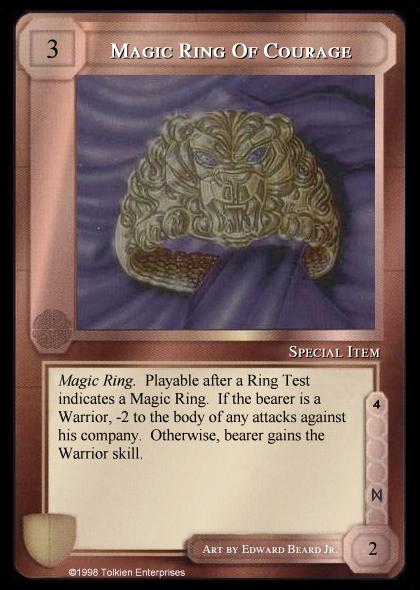 3
MAGIC RING OF COURAGE
SPECIAL ITEM
Magic Ring. Playable after a Ring Test
indicates a Magic Ring. If the bearer is a
Warrior, -2 to the body of any attacks against
his company. Otherwise, bearer gains the
Warrior skill.
4
ᛞ
ART BY EDWARD BEARD JR.
2
©1998 Tolkien Enterprises